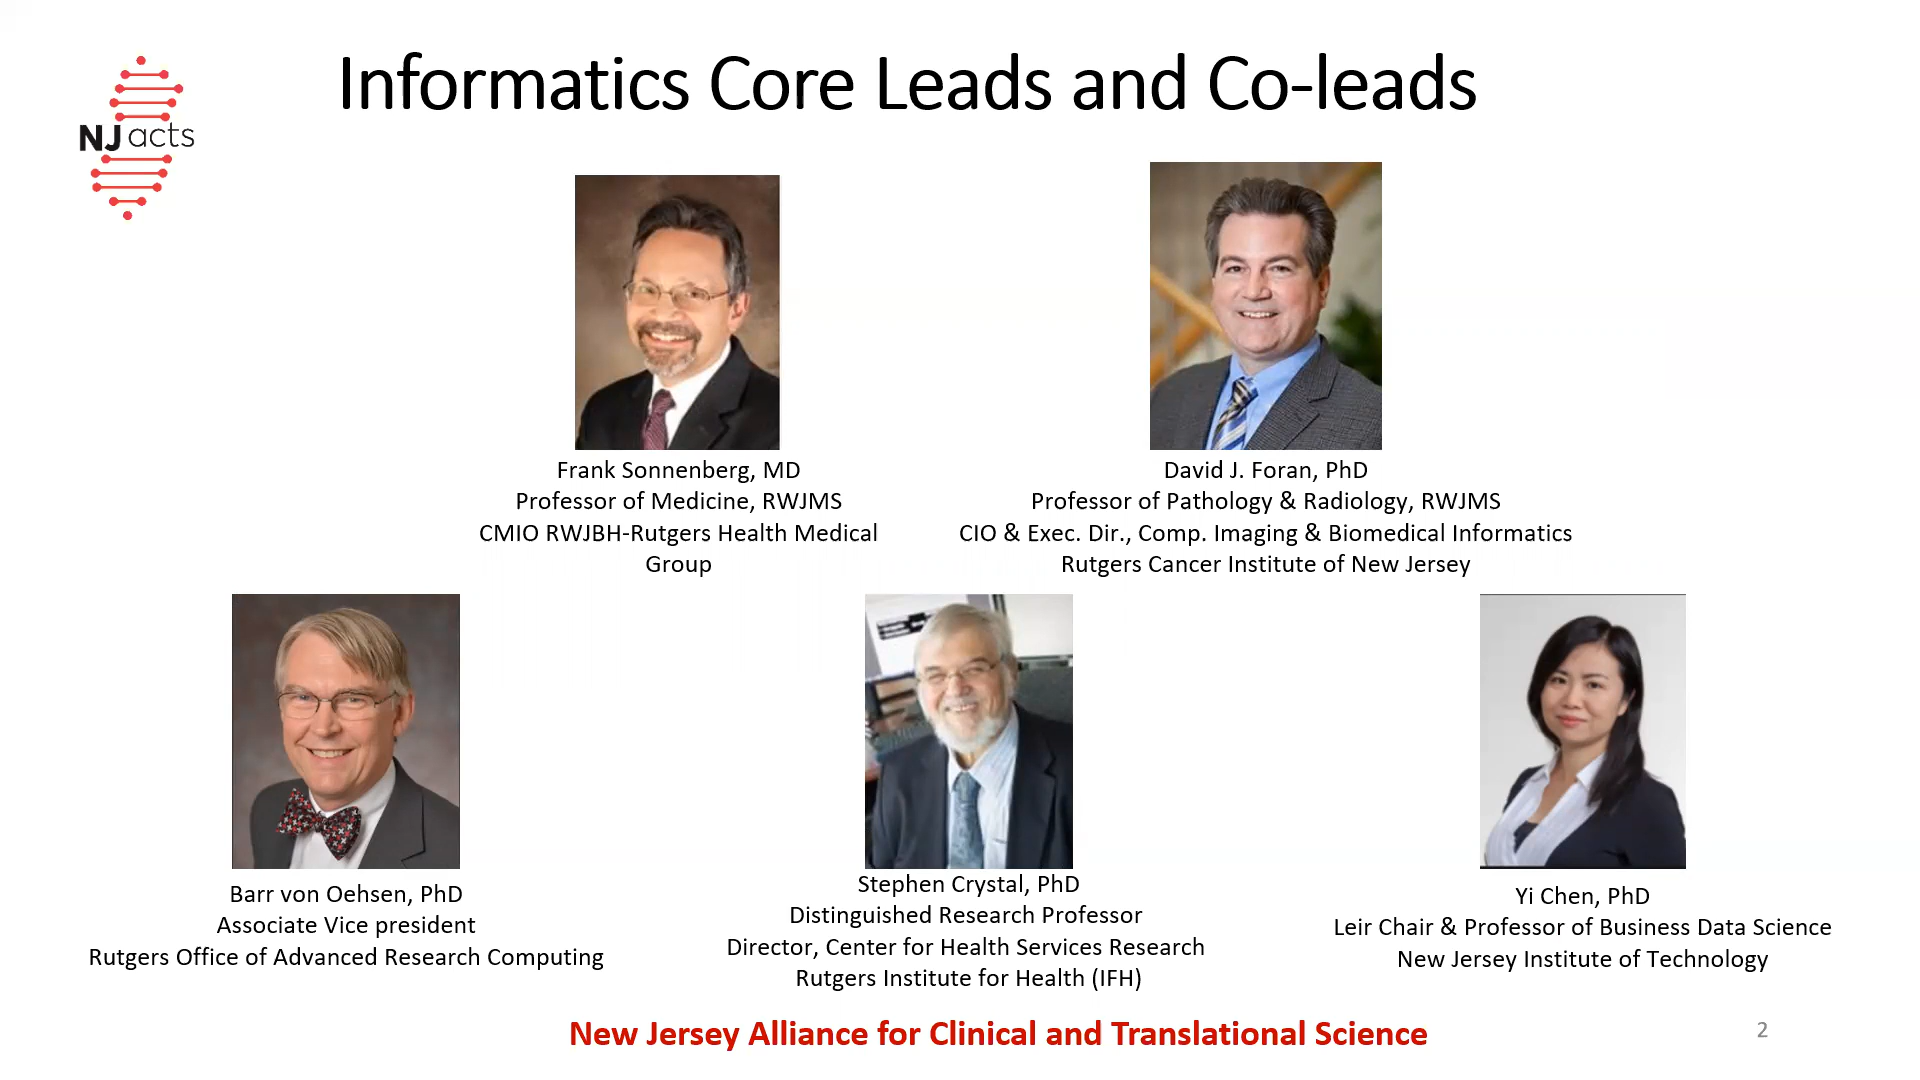 Informatics Core Leads and Co-leads
NJ acts
Frank Sonnenberg, MD
Professor of Medicine, RWJMS
CMIO RWJBH-Rutgers Health Medical
Group
David J. Foran, PhD
Professor of Pathology & Radiology, RWJMS
CIO & Exec. Dir., Comp. Imaging & Biomedical Informatics
Rutgers Cancer Institute of New Jersey
Barr von Oehsen, PhD
Associate Vice president
Rutgers Office of Advanced Research Computing
Stephen Crystal, PhD
Distinguished Research Professor
Director, Center for Health Services Research
Rutgers Institute for Health (IFH)
Yi Chen, PhD
Leir Chair & Professor of Business Data Science
New Jersey Institute of Technology
New Jersey Alliance for Clinical and Translational Science
2